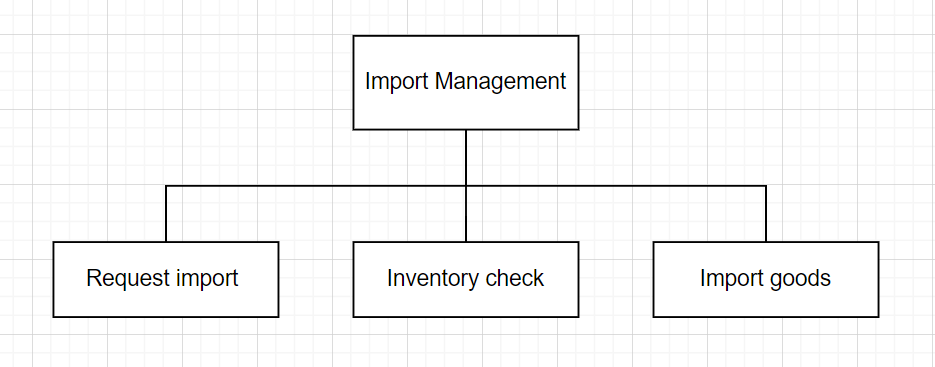 Import Management
Request import
Inventory check
Import goods